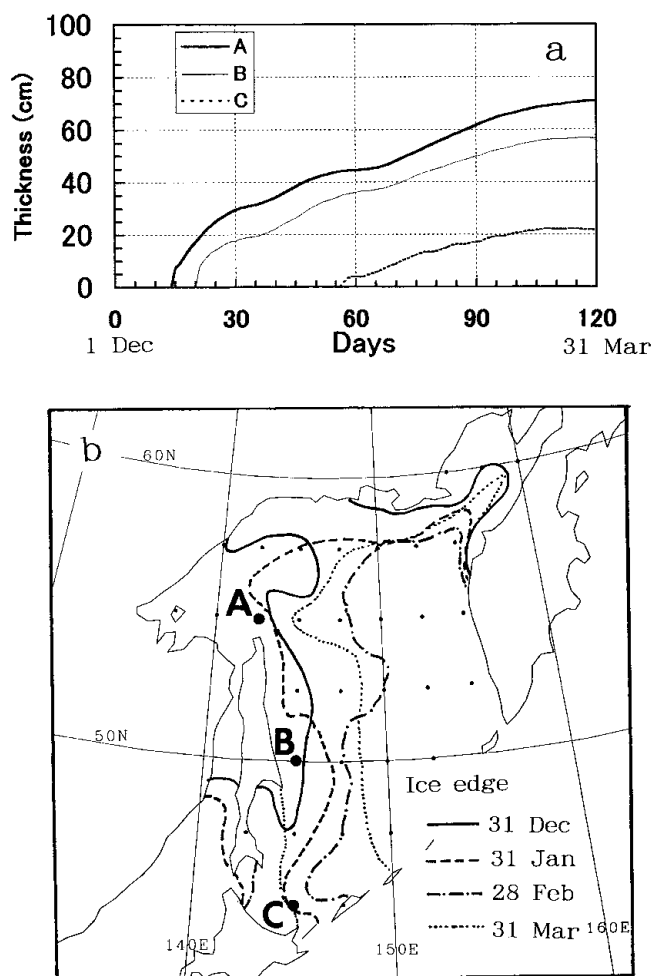 100
80
60
40
20
0
Thickness (cm)
A
B
C
a
0
30
60
90
120
1 Dec
Days
31 Mar
b
60N
A
50N
B
Ice edge
31 Dec
31 Jan
28 Feb
31 Mar
C
140E
150E
160E